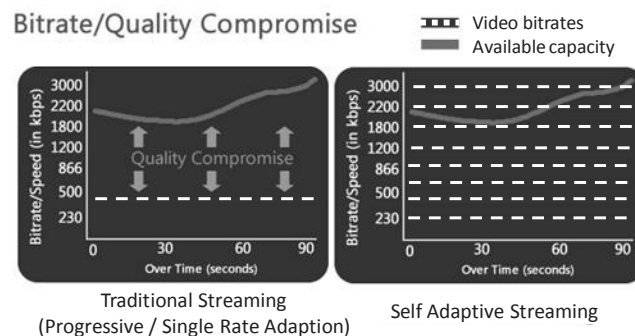 Bitrate/Quality Compromise
Video bitrates
Available capacity
Bitrate/Speed (in kbps)
3000
2200
1800
1200
866
500
230
Quality Compromise
0
30
60
90
Over Time (seconds)
Traditional Streaming
(Progressive / Single Rate Adaption)
Bitrate/Speed (in kbps)
3000
2200
1800
1200
866
500
230
0
30
60
90
Over Time (seconds)
Self Adaptive Streaming